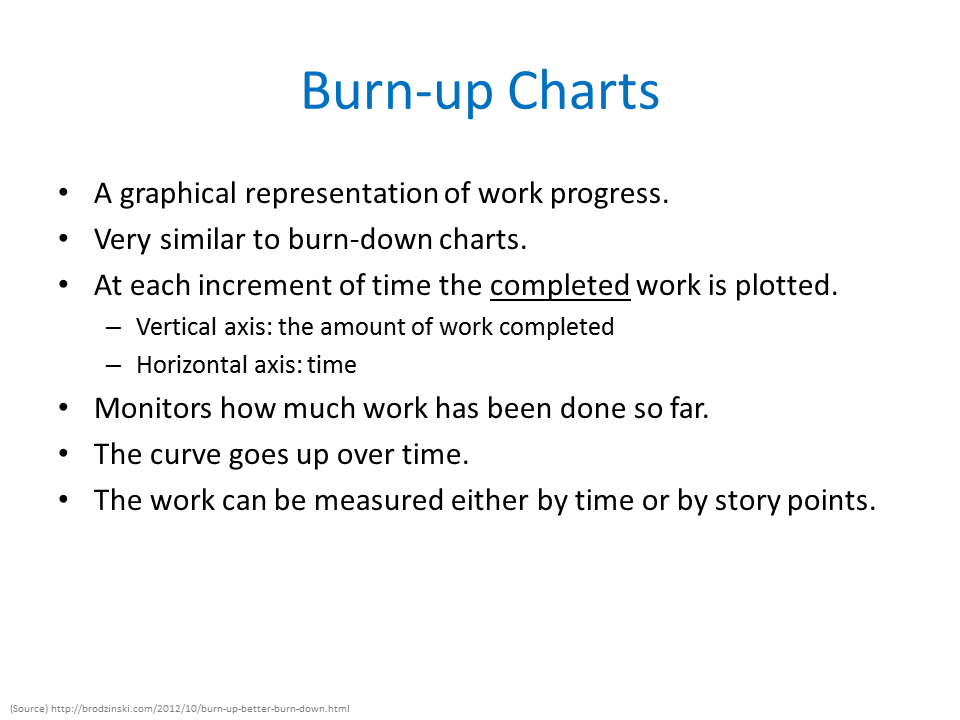 Burn-up Charts
• A graphical representation of work progress.
• Very similar to burn-down charts.
• At each increment of time the completed work is plotted.
– Vertical axis: the amount of work completed
– Horizontal axis: time
• Monitors how much work has been done so far.
• The curve goes up over time.
• The work can be measured either by time or by story points.
(Source) http://brodzinski.com/2012/10/burn-up-better-burn-down.html